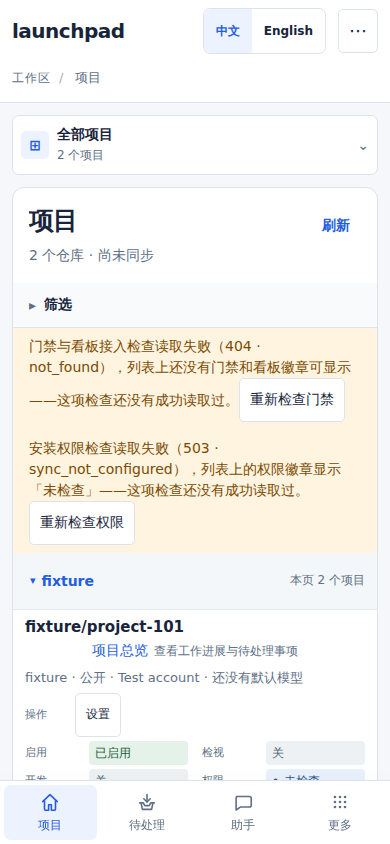 launchpad
中文 English ⋯
工作区 / 项目
全部项目
2 个项目
项目
刷新
2 个仓库 · 尚未同步
▸ 筛选
门禁与看板接入检查读取失败（404 ·
not_found），列表上还没有门禁和看板徽章可显示
——这项检查还没有成功读取过。 重新检查门禁
安装权限检查读取失败（503 ·
sync_not_configured），列表上的权限徽章显示
「未检查」——这项检查还没有成功读取过。
重新检查权限
▾ fixture 本页 2 个项目
fixture/project-101
项目总览 查看工作进展与待处理事项
fixture · 公开 · Test account · 还没有默认模型
操作 设置
启用 已启用 检视 关
项目 待处理 助手 更多